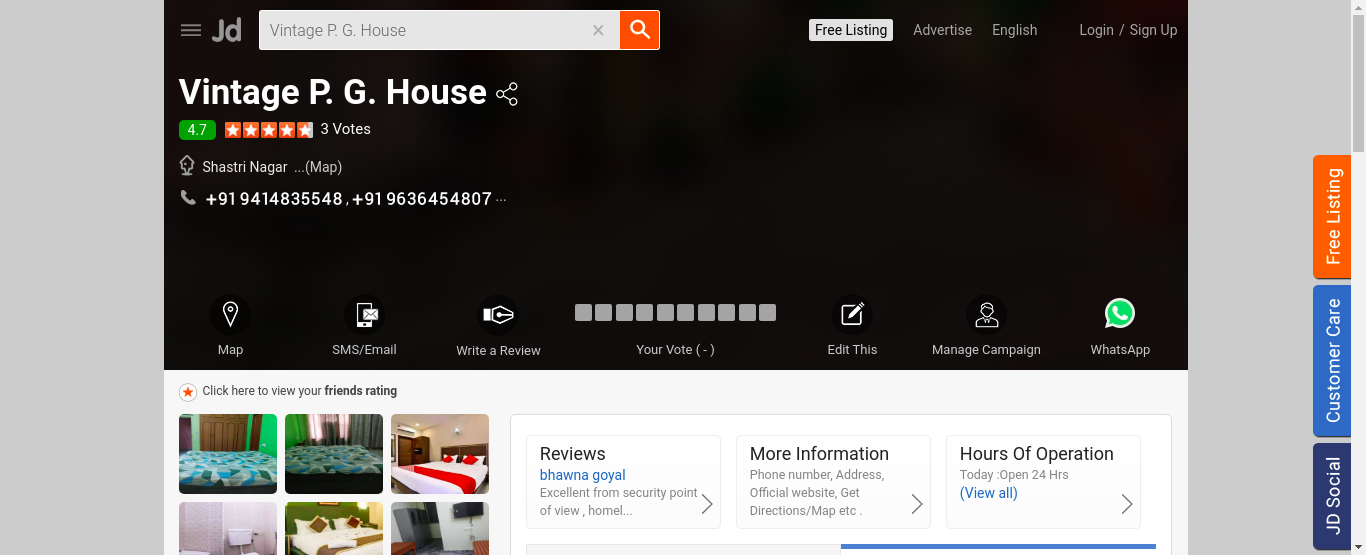 Jd
Vintage P. G. House
Free Listing
Advertise
English
Login / Sign Up
Vintage P. G. House
4.7
3 Votes
Shastri Nagar ...(Map)
+91 9414835548 , +91 9636454807 ...
Map
SMS/Email
Write a Review
Your Vote ( - )
Edit This
Manage Campaign
WhatsApp
Click here to view your friends rating
Reviews
bhawna goyal
Excellent from security point
of view , homel...
More Information
Phone number, Address,
Official website, Get
Directions/Map etc .
Hours Of Operation
Today :Open 24 Hrs
(View all)
Free Listing
Customer Care
JD Social